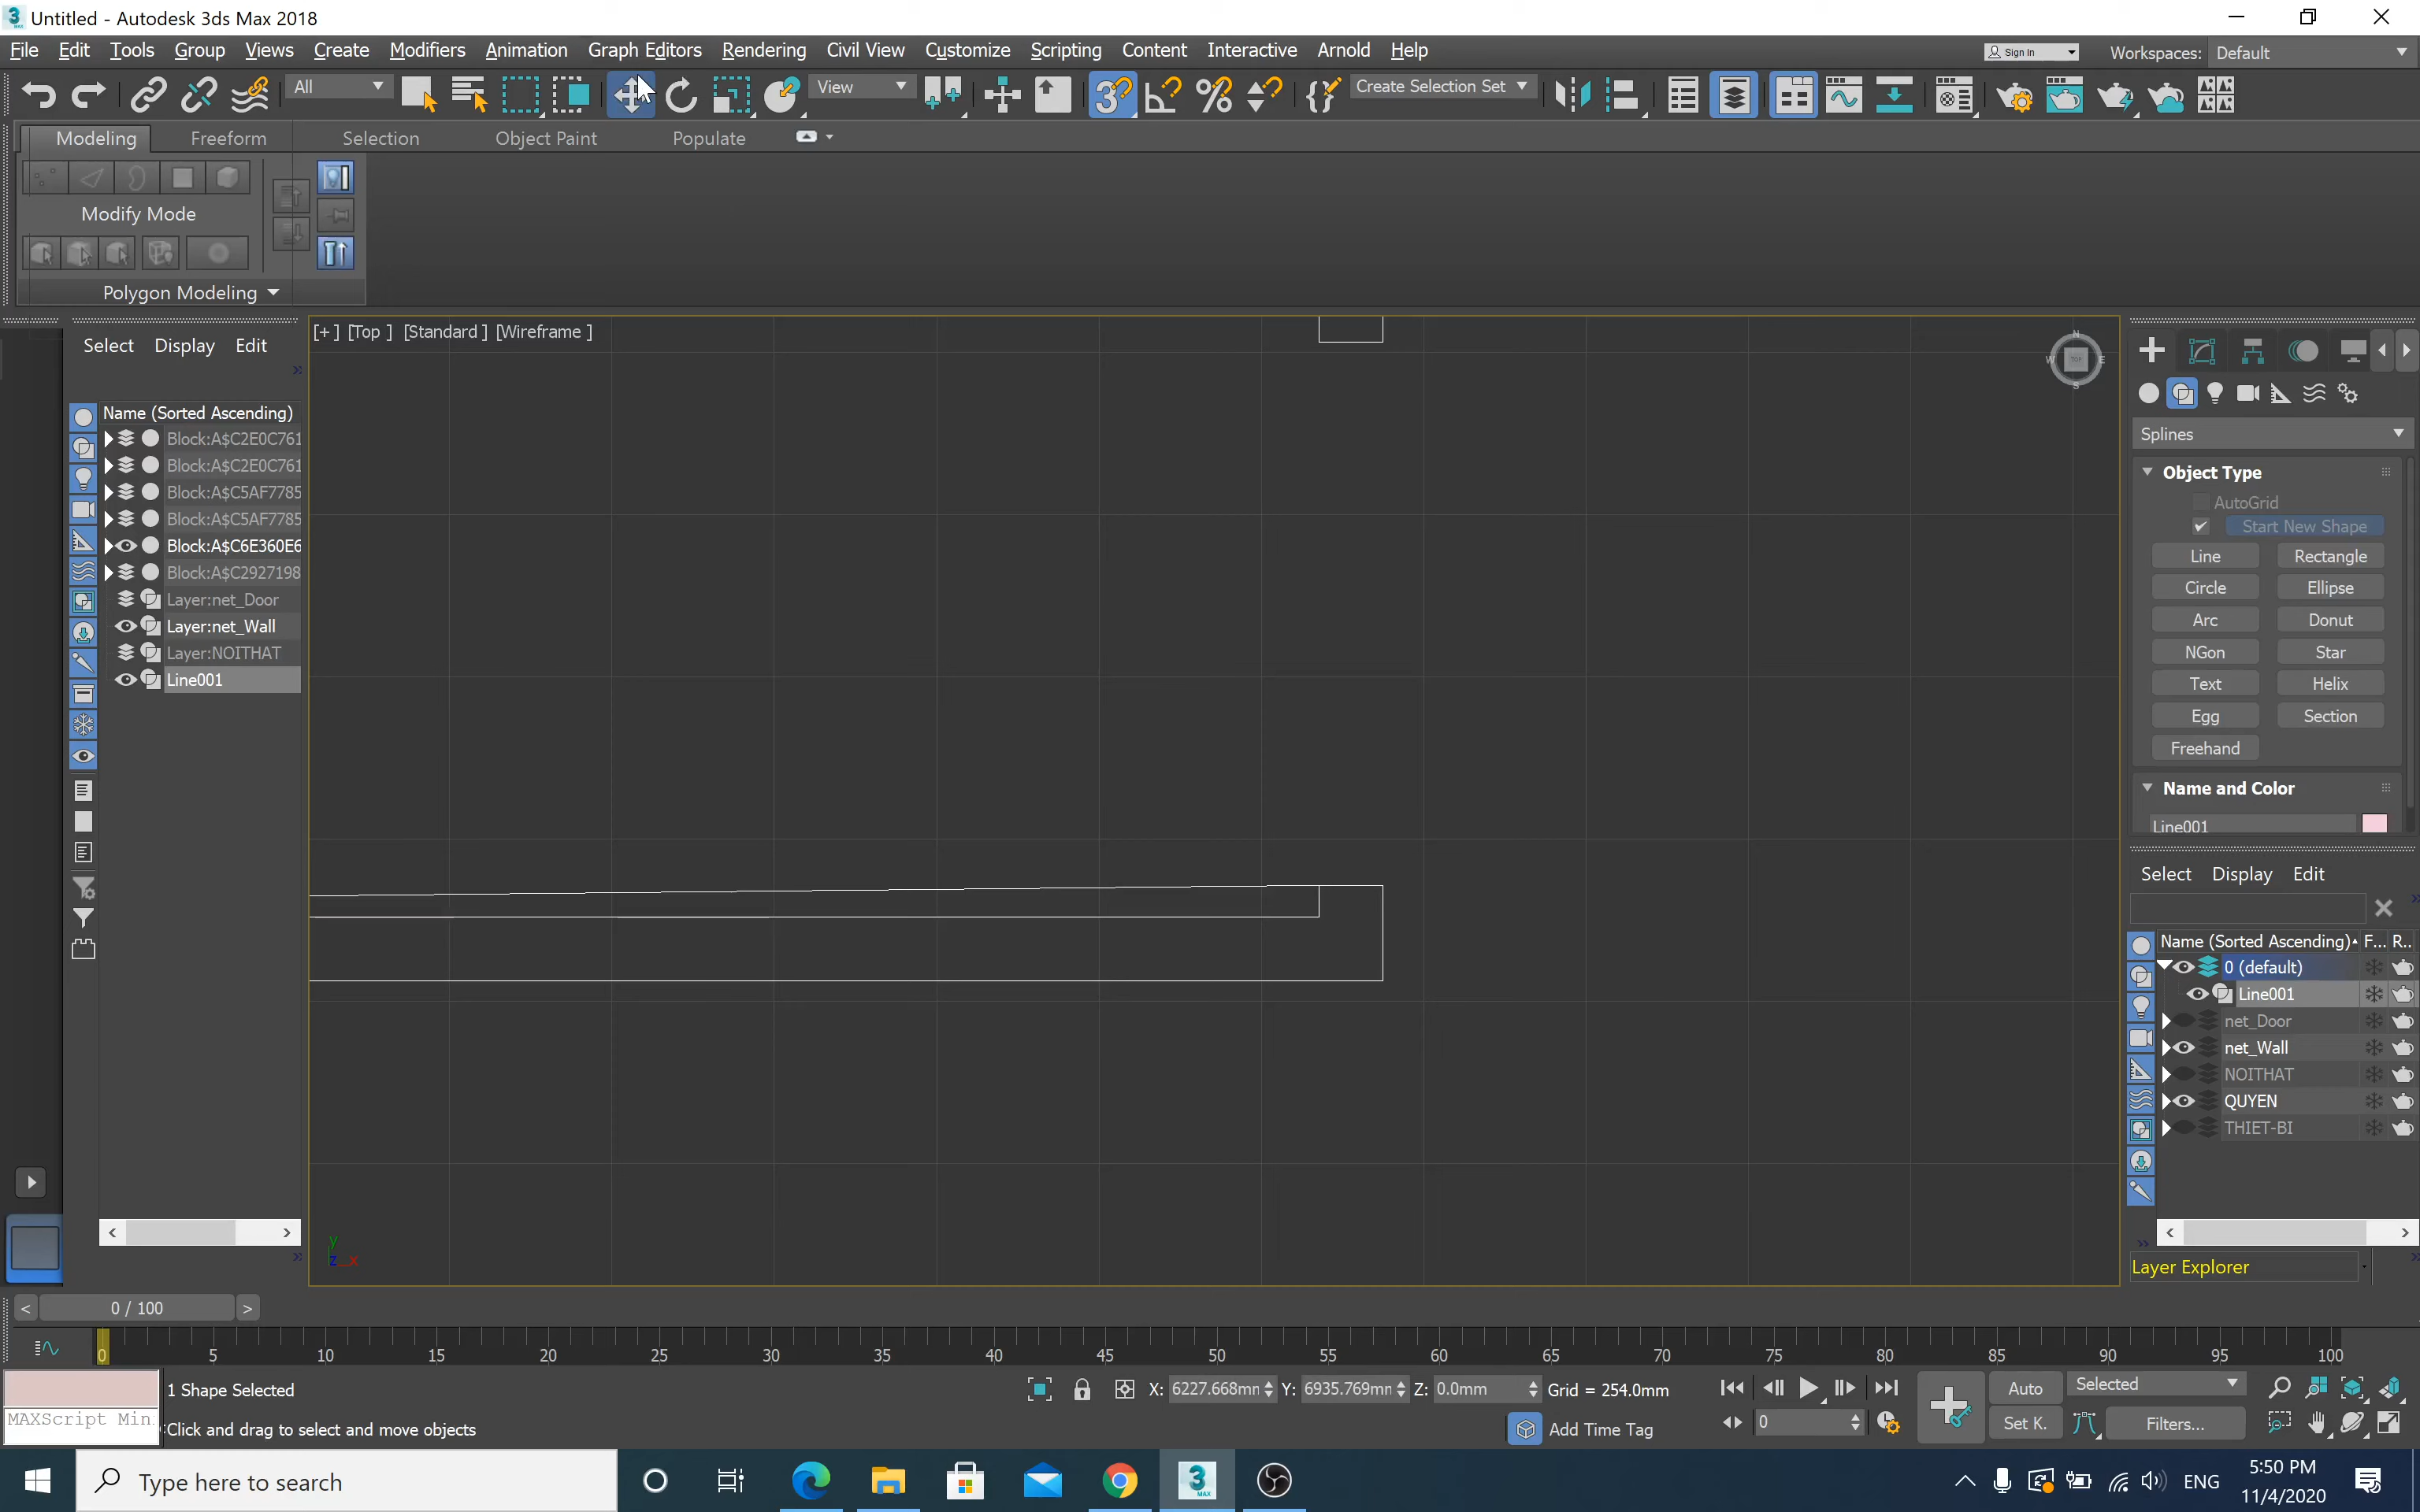 Untitled - Autodesk 3ds Max 2018
File Edit Tools Group Views Create Modifiers Animation Graph Editors Rendering Civil View Customize Scripting Content Interactive Arnold Help
Sign In Workspaces: Default
All View Create Selection Set
Modeling Freeform Selection Object Paint Populate
Modify Mode
Polygon Modeling
Select Display Edit
Name (Sorted Ascending)
Block:A$C2E0C761
Block:A$C2E0C761
Block:A$C5AF7785
Block:A$C5AF7785
Block:A$C6E360E6
Block:A$C2927198
Layer:net_Door
Layer:net_Wall
Layer:NOITHAT
Line001
[+] [Top ] [Standard ] [Wireframe ]
N
W E
S
y
z x
Splines
Object Type
AutoGrid
Start New Shape
Line Rectangle
Circle Ellipse
Arc Donut
NGon Star
Text Helix
Egg Section
Freehand
Name and Color
Line001
Select Display Edit
Name (Sorted Ascending) F... R..
0 (default)
Line001
net_Door
net_Wall
NOITHAT
QUYEN
THIET-BI
Layer Explorer
< 0 / 100 >
0 5 10 15 20 25 30 35 40 45 50 55 60 65 70 75 80 85 90 95 100
1 Shape Selected X: 6227.668mm Y: 6935.769mm Z: 0.0mm Grid = 254.0mm Auto Selected
MAXScript Min Click and drag to select and move objects Add Time Tag 0 Set K. Filters...
Type here to search
ENG 5:50 PM
11/4/2020